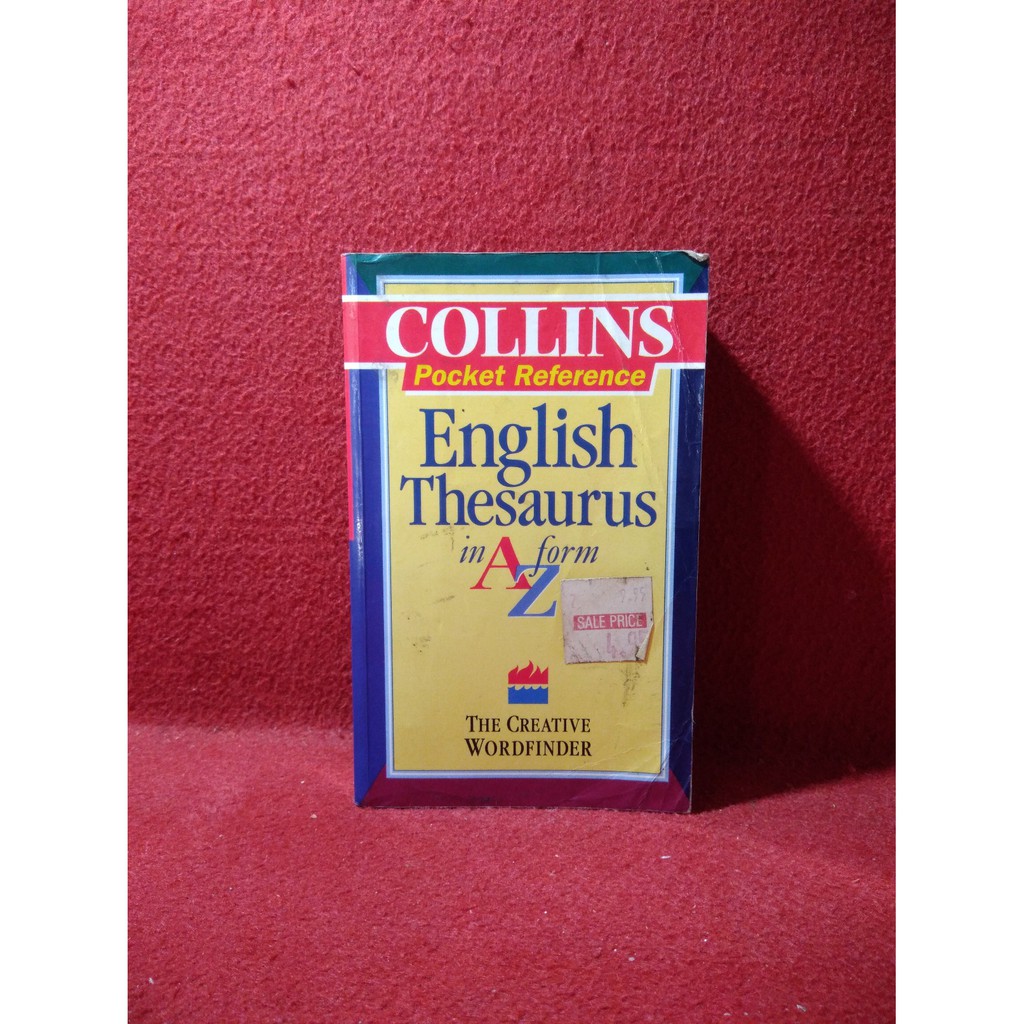 COLLINS
Pocket Reference
English
Thesaurus
in A Z form
SALE PRICE
THE CREATIVE
WORDFINDER